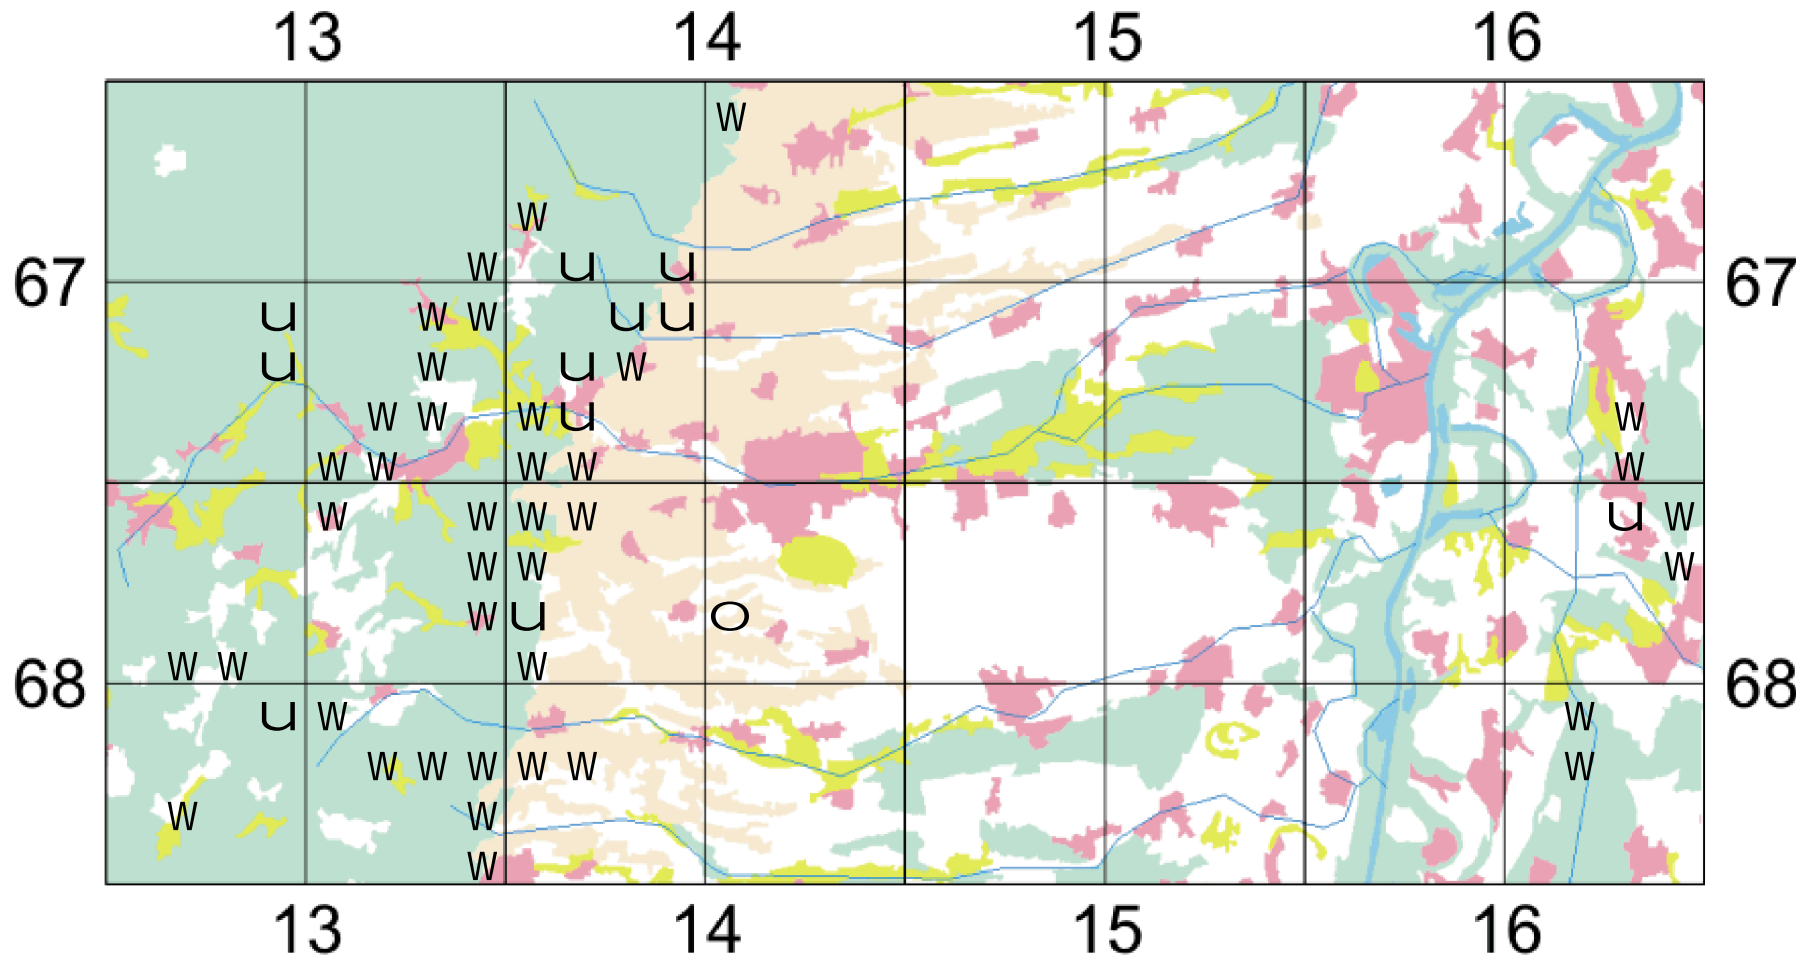 13 14 15 16
W
W
W u u
67 67
u W W u u
u W u W
W W W u W
W W W W W
W W W W u W
W W W
W u o
W W W
68 68
u W W
W W W W W W
W W
W
13 14 15 16